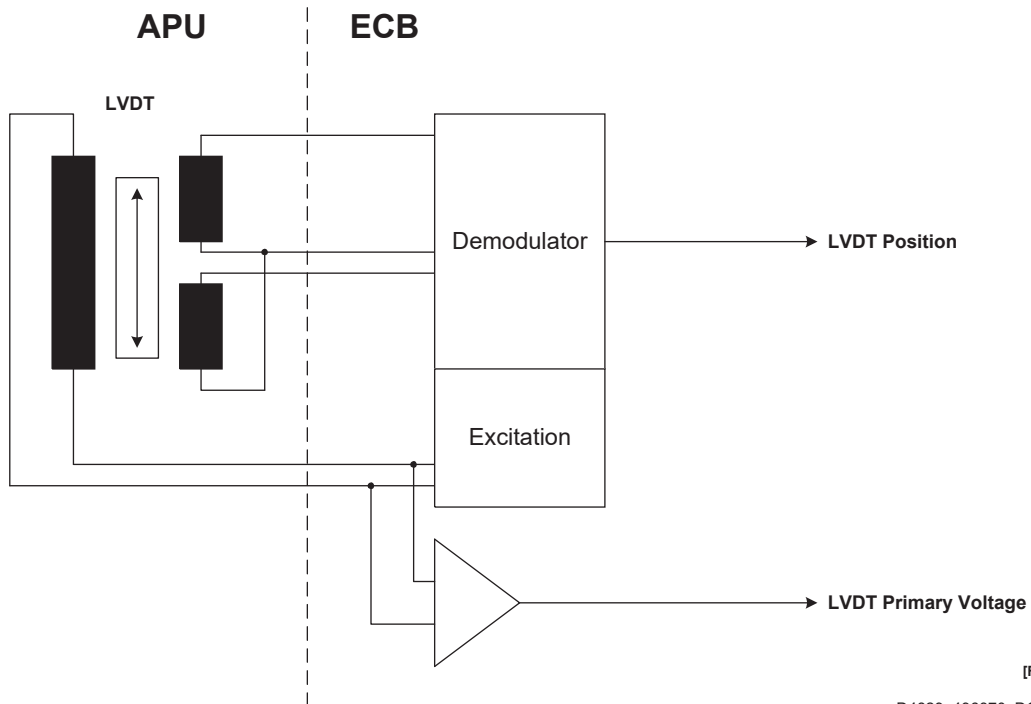 APU
ECB
LVDT
Demodulator
LVDT Position
Excitation
LVDT Primary Voltage